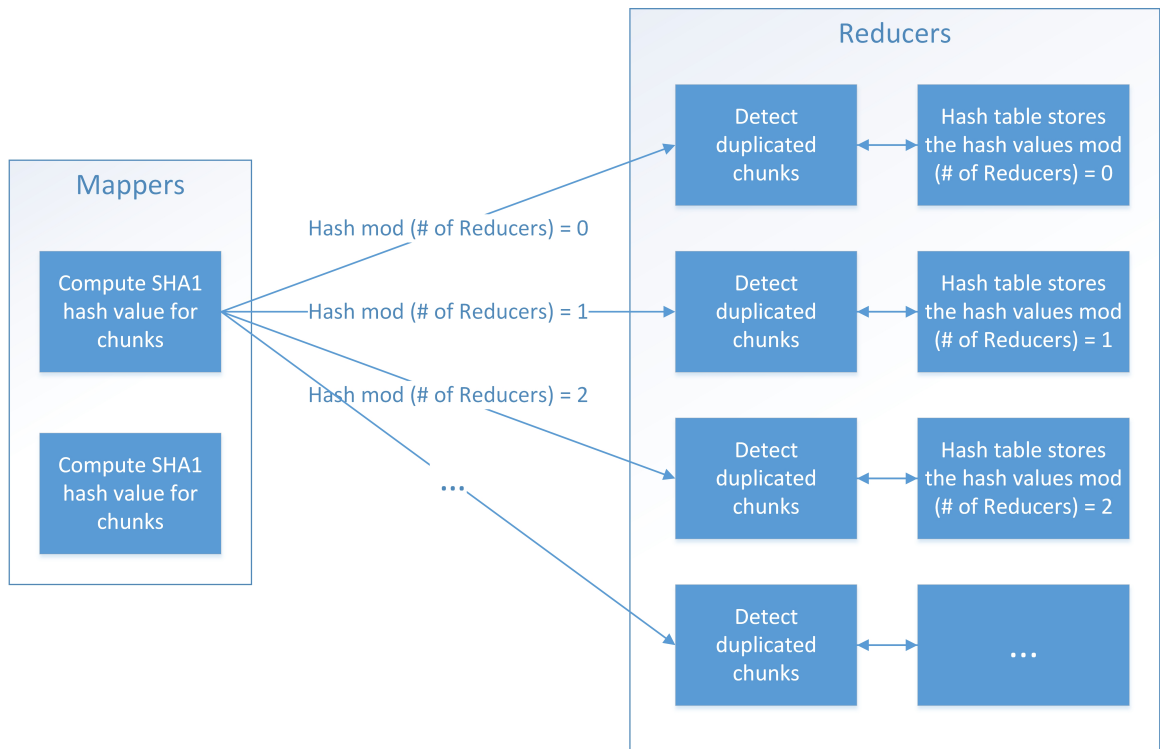 Mappers
Compute SHA1
hash value for
chunks
Compute SHA1
hash value for
chunks
Hash mod (# of Reducers) = 0
Hash mod (# of Reducers) = 1
Hash mod (# of Reducers) = 2
...
Reducers
Detect
duplicated
chunks
Hash table stores
the hash values mod
(# of Reducers) = 0
Detect
duplicated
chunks
Hash table stores
the hash values mod
(# of Reducers) = 1
Detect
duplicated
chunks
Hash table stores
the hash values mod
(# of Reducers) = 2
Detect
duplicated
chunks
...